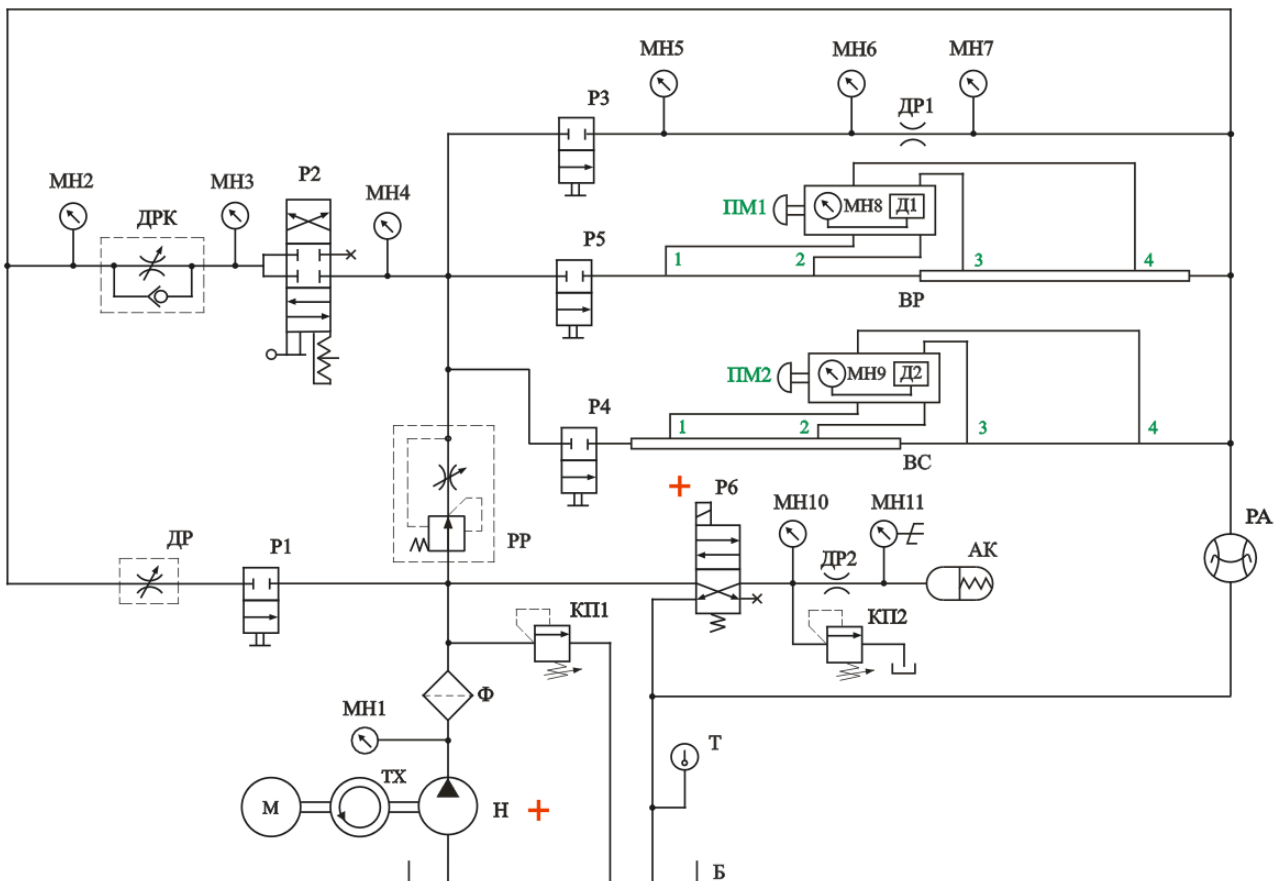 МН5
МН6
МН7
Р3
ДР1
МН2
МН3
Р2
МН4
ДРК
ПМ1
МН8
Д1
Р5
1
2
3
4
ВР
ПМ2
МН9
Д2
Р4
1
2
3
4
ВС
Р6
МН10
МН11
РА
ДР
Р1
РР
ДР2
АК
КП1
КП2
Ф
МН1
Т
ТХ
М
Н
Б